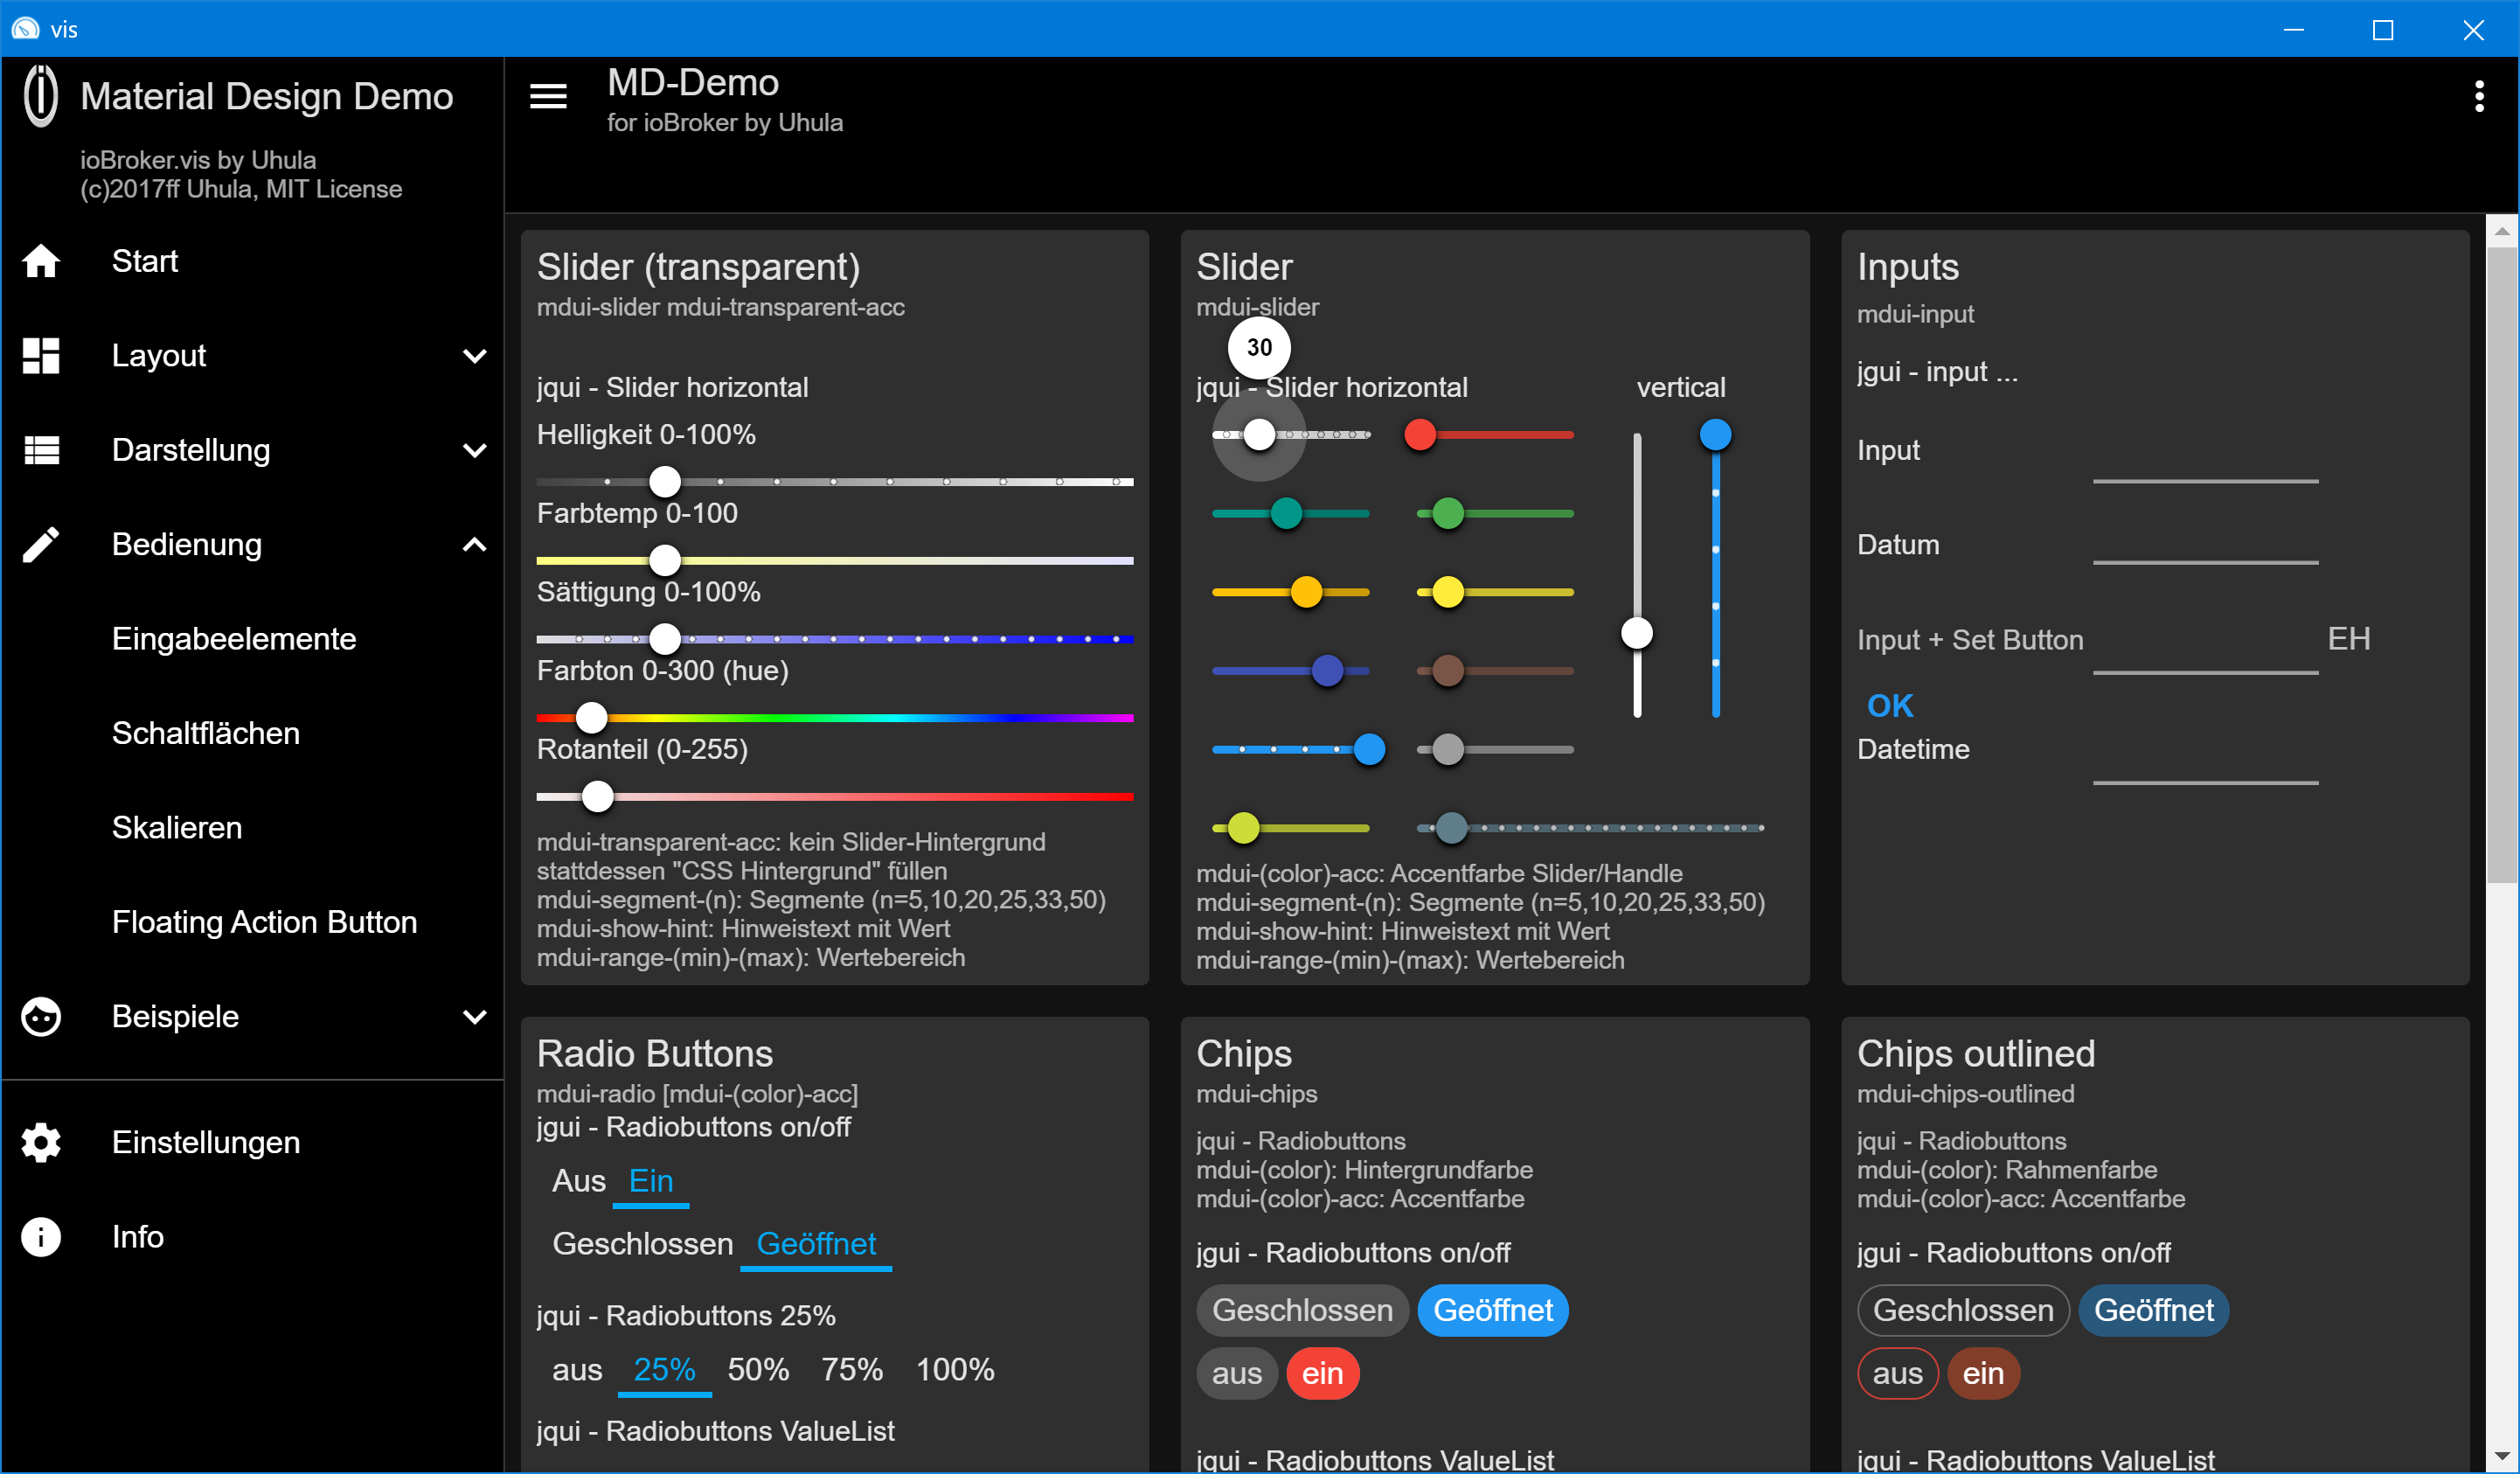 vis
Material Design Demo
ioBroker.vis by Uhula
(c)2017ff Uhula, MIT License
Start
Layout
Darstellung
Bedienung
Eingabeelemente
Schaltflächen
Skalieren
Floating Action Button
Beispiele
Einstellungen
Info
MD-Demo
for ioBroker by Uhula
Slider (transparent)
mdui-slider mdui-transparent-acc
jqui - Slider horizontal
Helligkeit 0-100%
Farbtemp 0-100
Sättigung 0-100%
Farbton 0-300 (hue)
Rotanteil (0-255)
mdui-transparent-acc: kein Slider-Hintergrund
stattdessen "CSS Hintergrund" füllen
mdui-segment-(n): Segmente (n=5,10,20,25,33,50)
mdui-show-hint: Hinweistext mit Wert
mdui-range-(min)-(max): Wertebereich
Slider
mdui-slider
30
jqui - Slider horizontal
vertical
mdui-(color)-acc: Accentfarbe Slider/Handle
mdui-segment-(n): Segmente (n=5,10,20,25,33,50)
mdui-show-hint: Hinweistext mit Wert
mdui-range-(min)-(max): Wertebereich
Inputs
mdui-input
jgui - input ...
Input
Datum
Input + Set Button EH
OK
Datetime
Radio Buttons
mdui-radio [mdui-(color)-acc]
jgui - Radiobuttons on/off
Aus Ein
Geschlossen Geöffnet
jqui - Radiobuttons 25%
aus 25% 50% 75% 100%
jqui - Radiobuttons ValueList
Chips
mdui-chips
jqui - Radiobuttons
mdui-(color): Hintergrundfarbe
mdui-(color)-acc: Accentfarbe
jgui - Radiobuttons on/off
Geschlossen Geöffnet
aus ein
jgui - Radiobuttons ValueList
Chips outlined
mdui-chips-outlined
jqui - Radiobuttons
mdui-(color): Rahmenfarbe
mdui-(color)-acc: Accentfarbe
jgui - Radiobuttons on/off
Geschlossen Geöffnet
aus ein
jgui - Radiobuttons ValueList